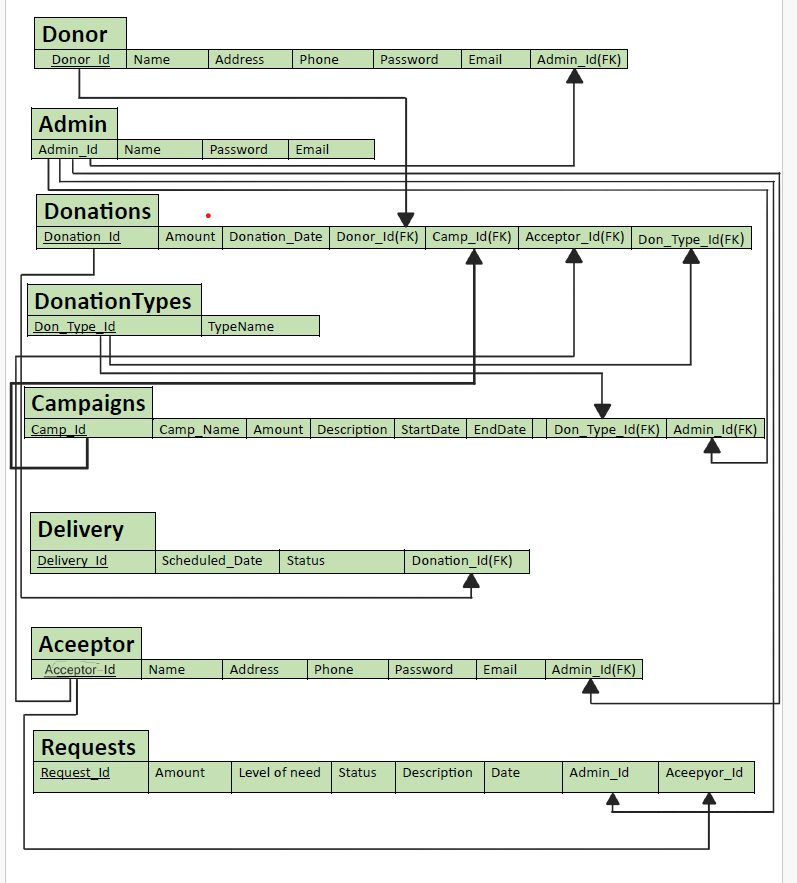 Donor
Donor_Id Name Address Phone Password Email Admin_Id(FK)
Admin
Admin_Id Name Password Email
Donations
Donation_Id Amount Donation_Date Donor_Id(FK) Camp_Id(FK) Acceptor_Id(FK) Don_Type_Id(FK)
DonationTypes
Don_Type_Id TypeName
Campaigns
Camp_Id Camp_Name Amount Description StartDate EndDate Don_Type_Id(FK) Admin_Id(FK)
Delivery
Delivery_Id Scheduled_Date Status Donation_Id(FK)
Aceeptor
Acceptor_Id Name Address Phone Password Email Admin_Id(FK)
Requests
Request_Id Amount Level of need Status Description Date Admin_Id Aceepyor_Id